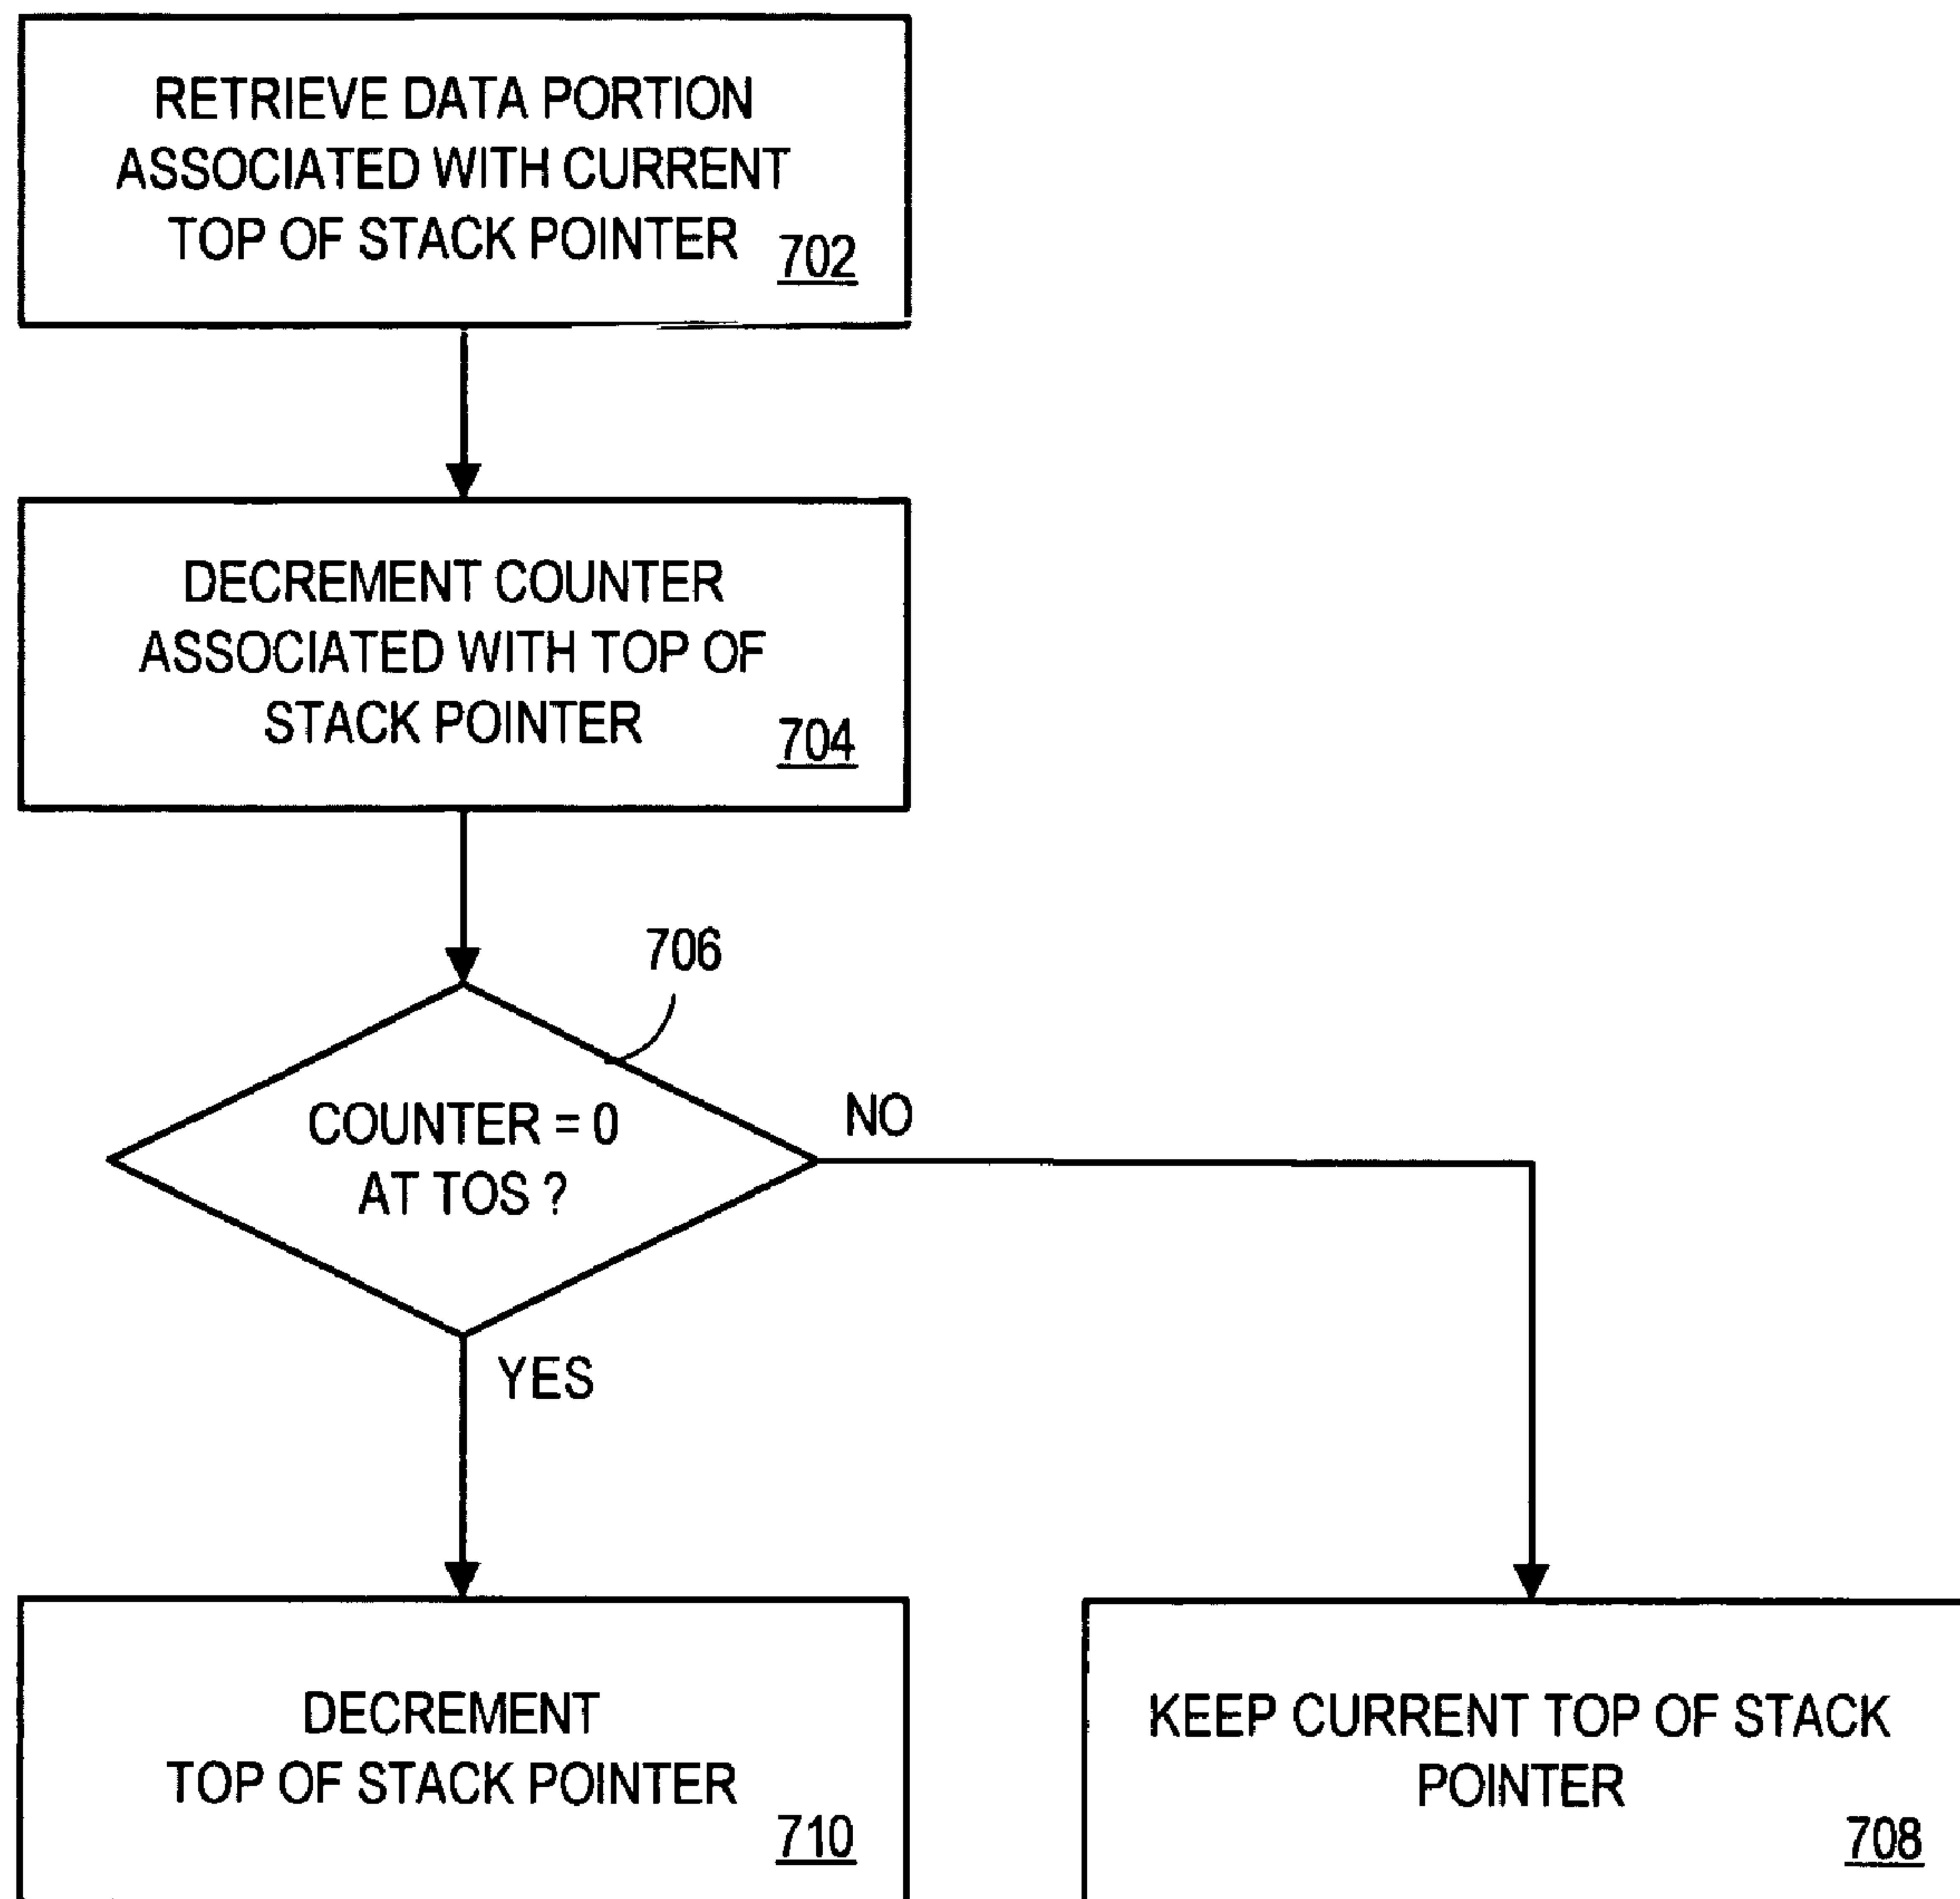 RETRIEVE DATA PORTION
ASSOCIATED WITH CURRENT
TOP OF STACK POINTER
702
DECREMENT COUNTER
ASSOCIATED WITH TOP OF
STACK POINTER
704
706
COUNTER = 0
AT TOS ?
NO
YES
DECREMENT
TOP OF STACK POINTER
710
KEEP CURRENT TOP OF STACK
POINTER
708